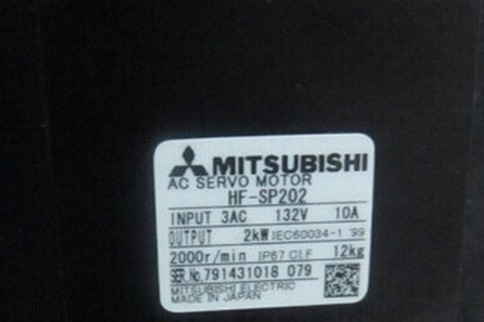 MITSUBISHI
AC SERVO MOTOR
HF-SP202
INPUT 3AC 132V 10A
OUTPUT 2kW IEC60034-1 '99
2000r/min IP67 Cl.F 12kg
SER.No.791431018 079
MITSUBISHI ELECTRIC
MADE IN JAPAN